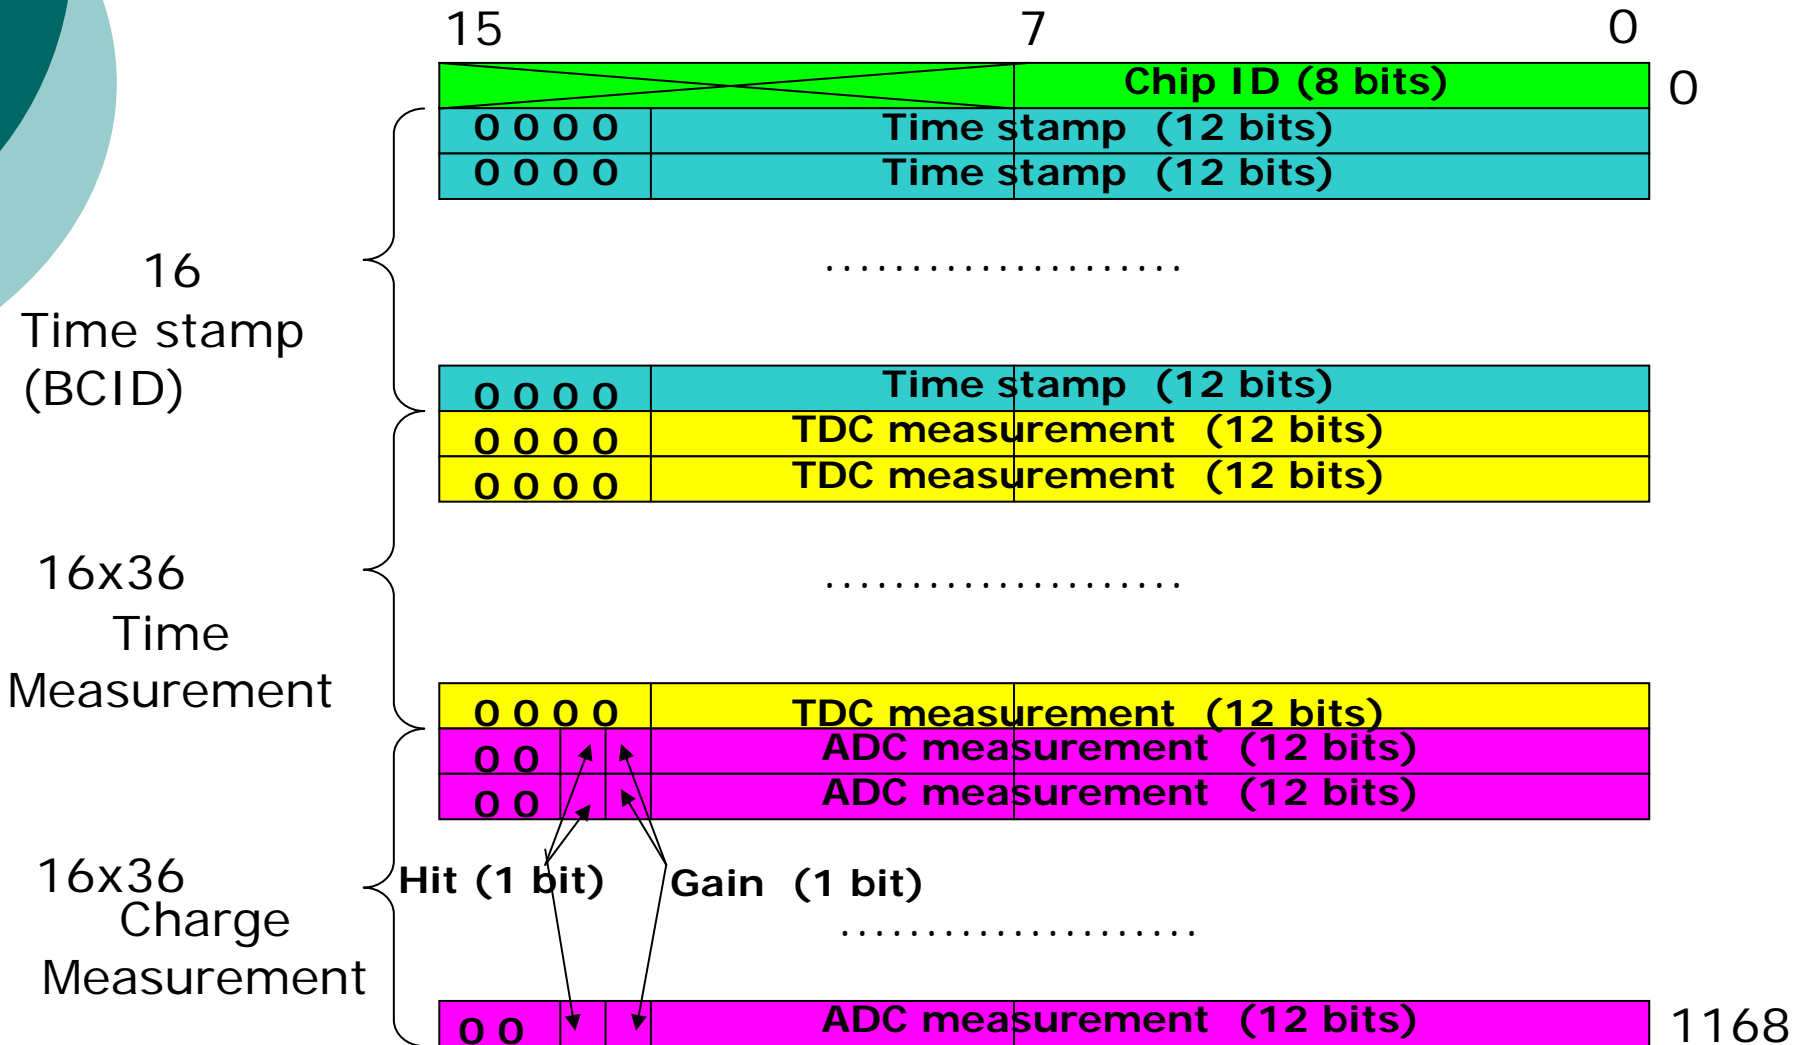 15 7 0
Chip ID (8 bits) 0
0 0 0 0 Time stamp (12 bits)
0 0 0 0 Time stamp (12 bits)
16
Time stamp
(BCID)
.....................
0 0 0 0 Time stamp (12 bits)
0 0 0 0 TDC measurement (12 bits)
0 0 0 0 TDC measurement (12 bits)
16x36
Time
Measurement
.....................
0 0 0 0 TDC measurement (12 bits)
0 0 ADC measurement (12 bits)
0 0 ADC measurement (12 bits)
16x36
Charge
Measurement
Hit (1 bit) Gain (1 bit)
.....................
0 0 ADC measurement (12 bits) 1168